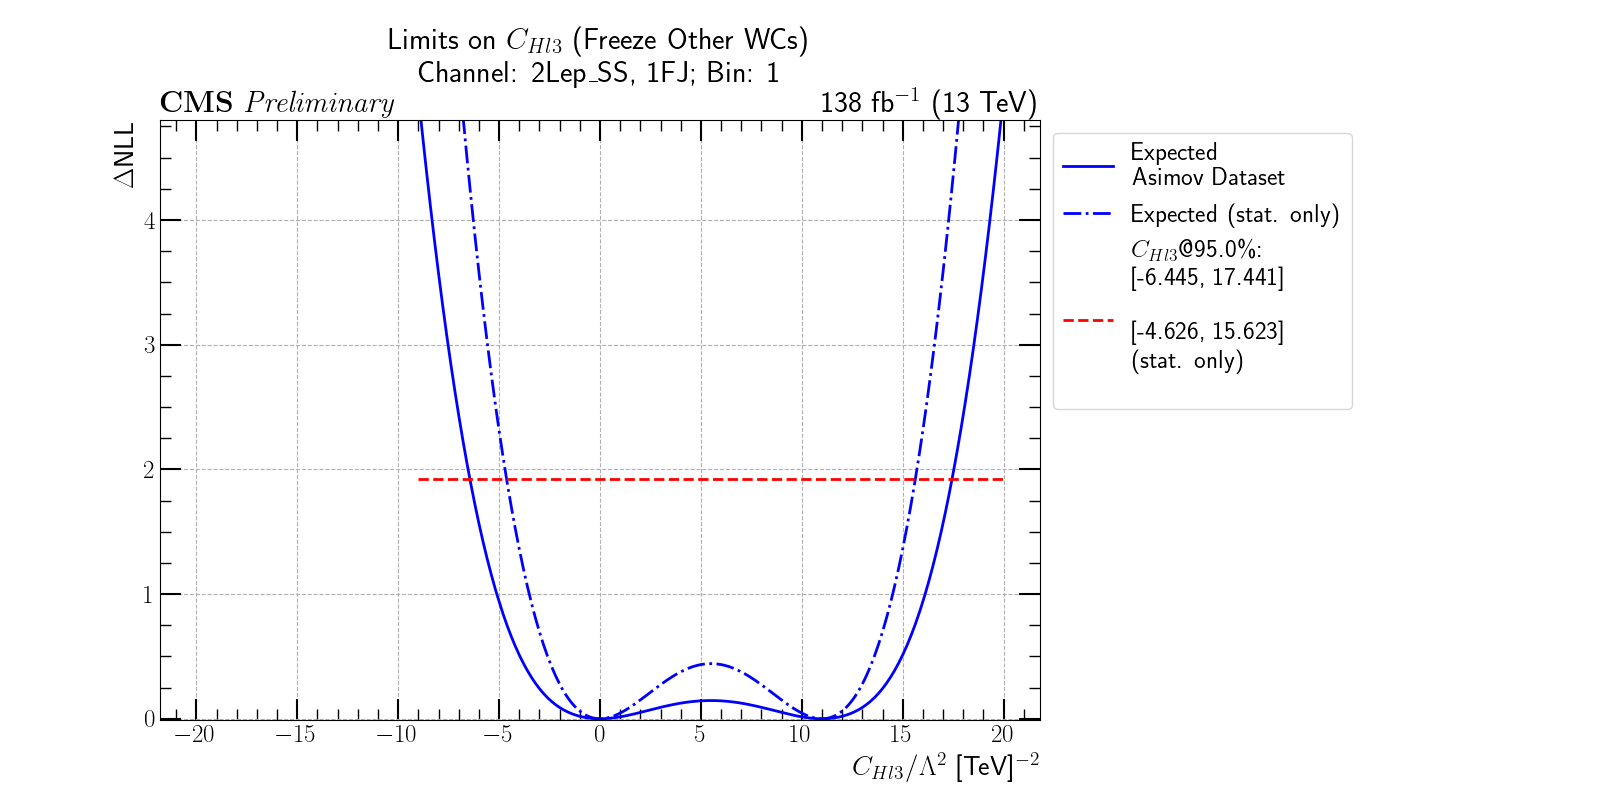 Limits on C_{Hl3} (Freeze Other WCs)
Channel: 2Lep_SS, 1FJ; Bin: 1
CMS Preliminary
138 fb^{−1} (13 TeV)
ΔNLL
4
3
2
1
0
−20
−15
−10
−5
0
5
10
15
20
C_{Hl3}/Λ^2 [TeV]^{−2}
Expected
Asimov Dataset
Expected (stat. only)
C_{Hl3}@95.0%:
[-6.445, 17.441]
[-4.626, 15.623]
(stat. only)